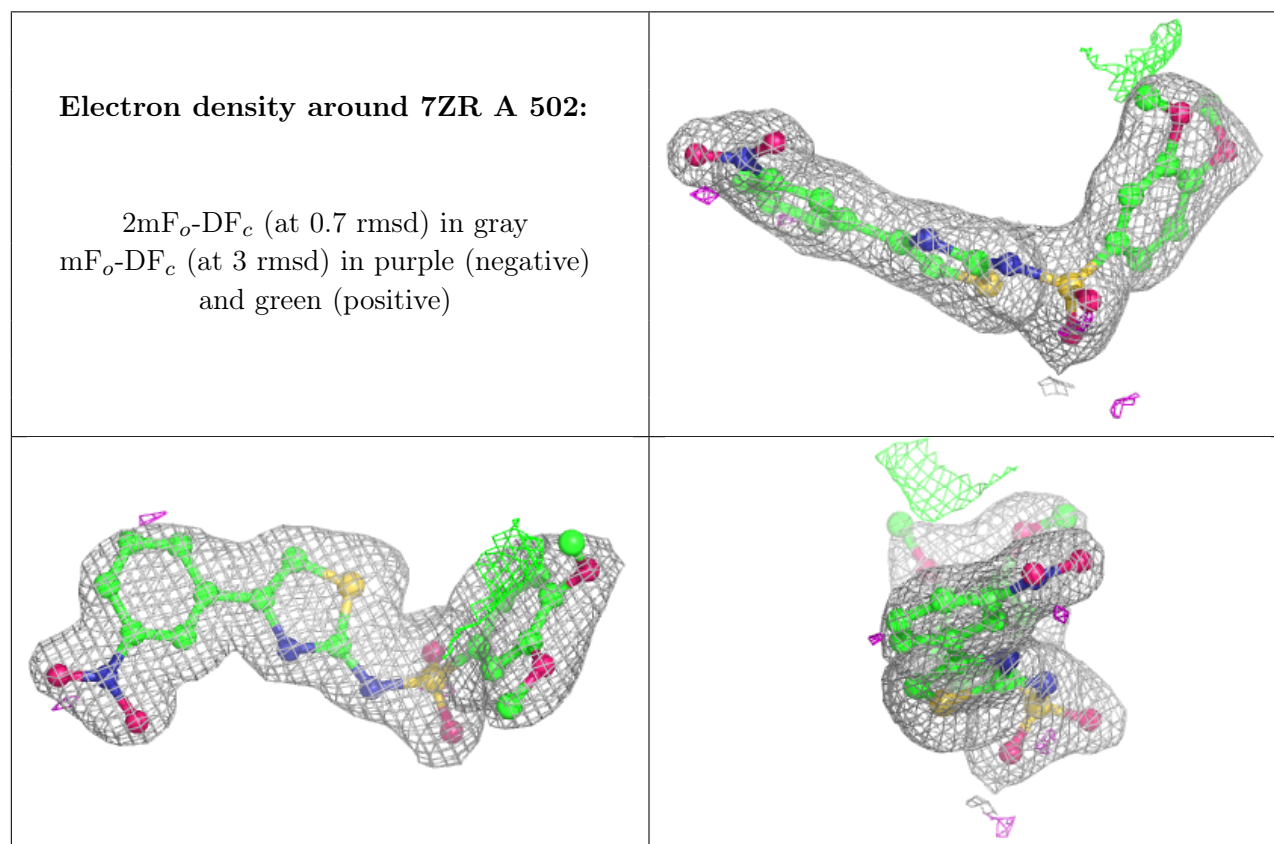 Electron density around 7ZR A 502:
2mFₒ-DF𝒸 (at 0.7 rmsd) in gray
mFₒ-DF𝒸 (at 3 rmsd) in purple (negative)
and green (positive)